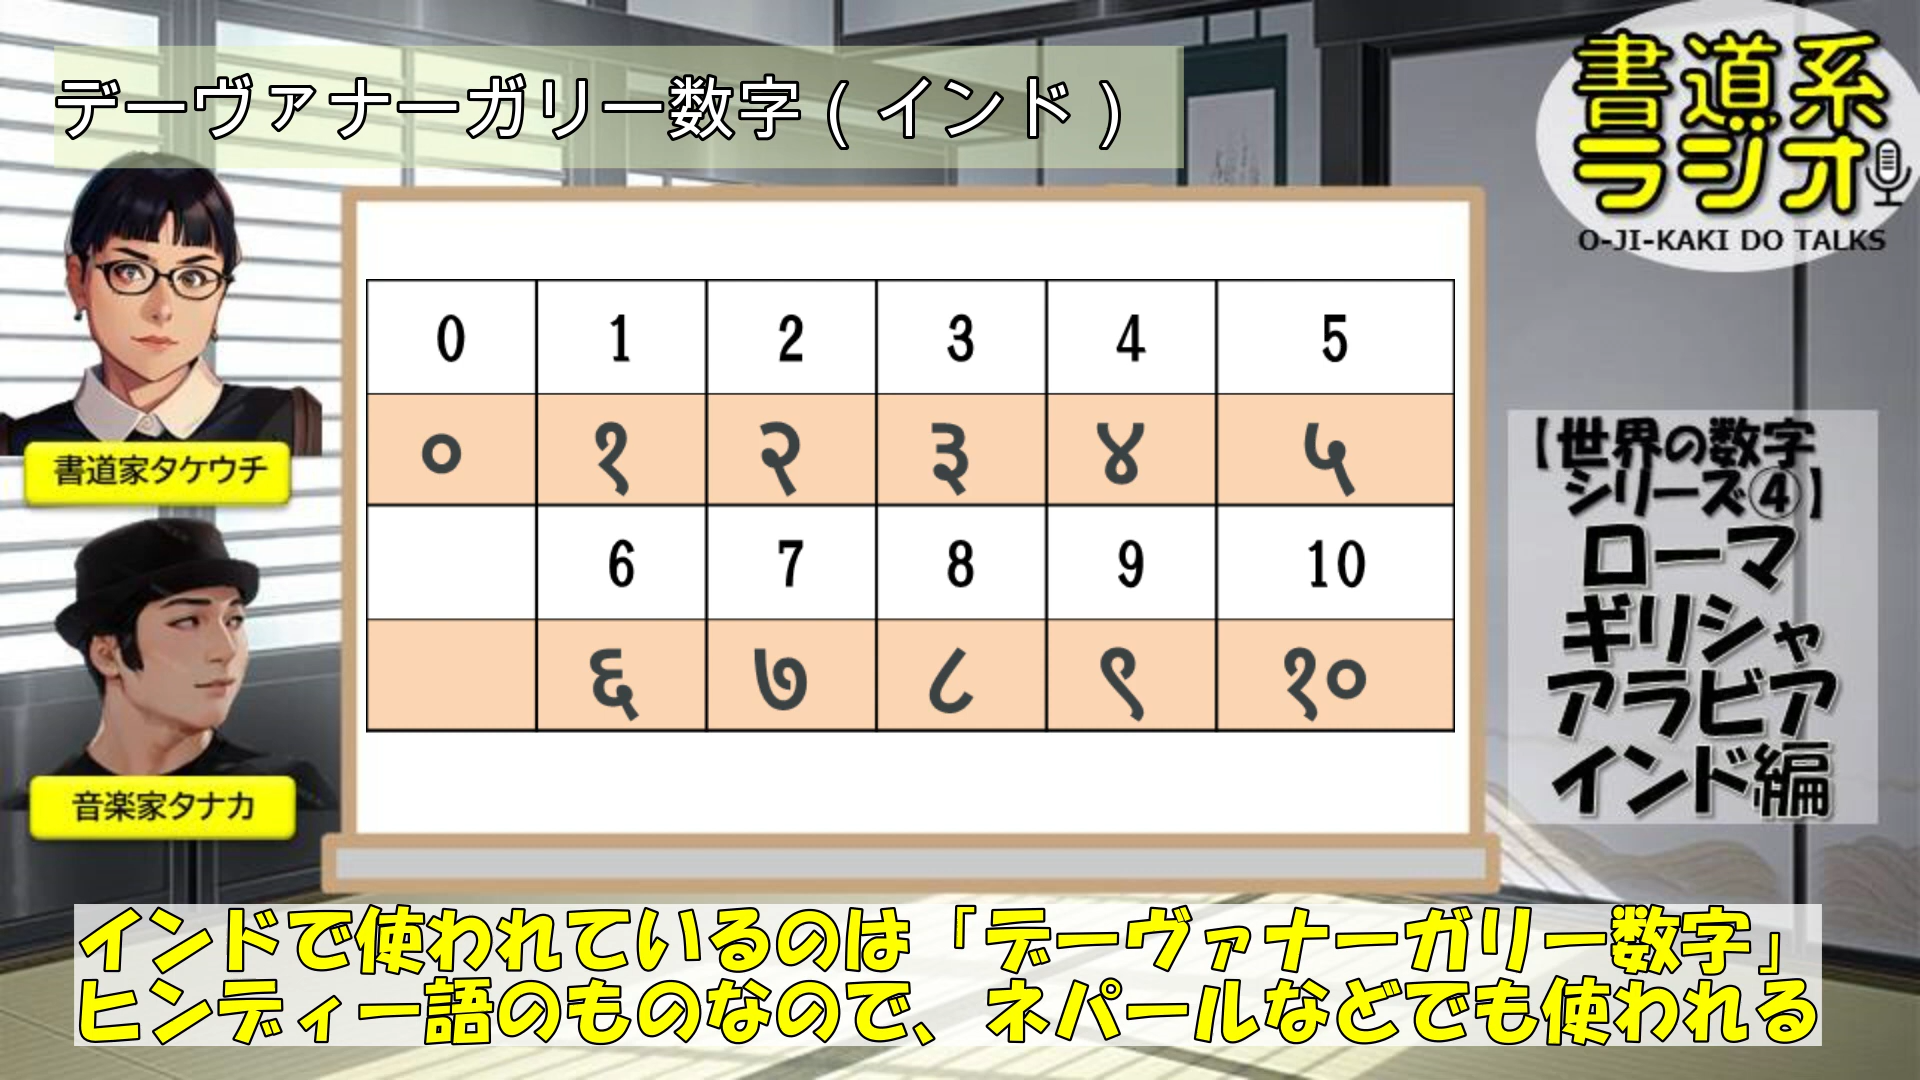 デーヴァナーガリー数字(インド)
書道系
ラジオ
O-JI-KAKI DO TALKS
0 1 2 3 4 5
० १ २ ३ ४ ५
6 7 8 9 10
६ ७ ८ ९ १०
書道家タケウチ
音楽家タナカ
【世界の数字
シリーズ④】
ローマ
ギリシャ
アラビア
インド編
インドで使われているのは「デーヴァナーガリー数字」
ヒンディー語のものなので、ネパールなどでも使われる